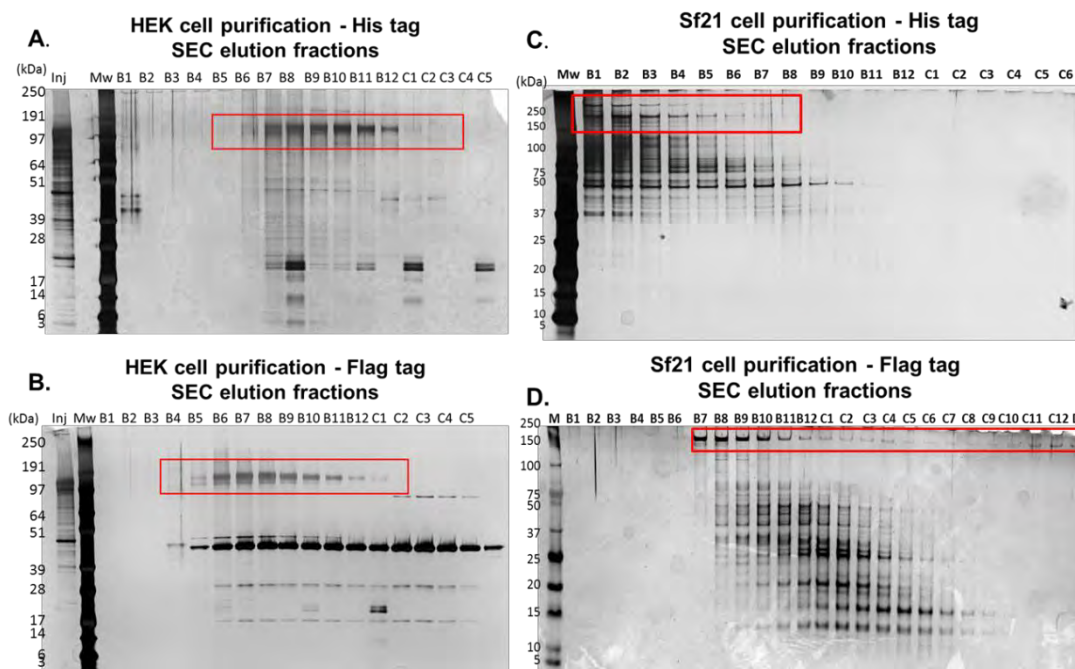 A.
HEK cell purification - His tag
SEC elution fractions
(kDa) Inj Mw B1 B2 B3 B4 B5 B6 B7 B8 B9 B10 B11 B12 C1 C2 C3 C4 C5
250
191
97
64
51
39
28
17
14
6
3
B.
HEK cell purification - Flag tag
SEC elution fractions
(kDa) Inj Mw B1 B2 B3 B4 B5 B6 B7 B8 B9 B10 B11 B12 C1 C2 C3 C4 C5
250
191
97
64
51
39
28
17
14
6
3
C.
Sf21 cell purification - His tag
SEC elution fractions
(kDa) Mw B1 B2 B3 B4 B5 B6 B7 B8 B9 B10 B11 B12 C1 C2 C3 C4 C5 C6
250
150
100
75
50
37
25
20
15
10
5
Sf21 cell purification - Flag tag
D. SEC elution fractions
M B1 B2 B3 B4 B5 B6 B7 B8 B9 B10 B11 B12 C1 C2 C3 C4 C5 C6 C7 C8 C9 C10 C11 C12
250
150
100
75
50
37
25
20
15
10
5